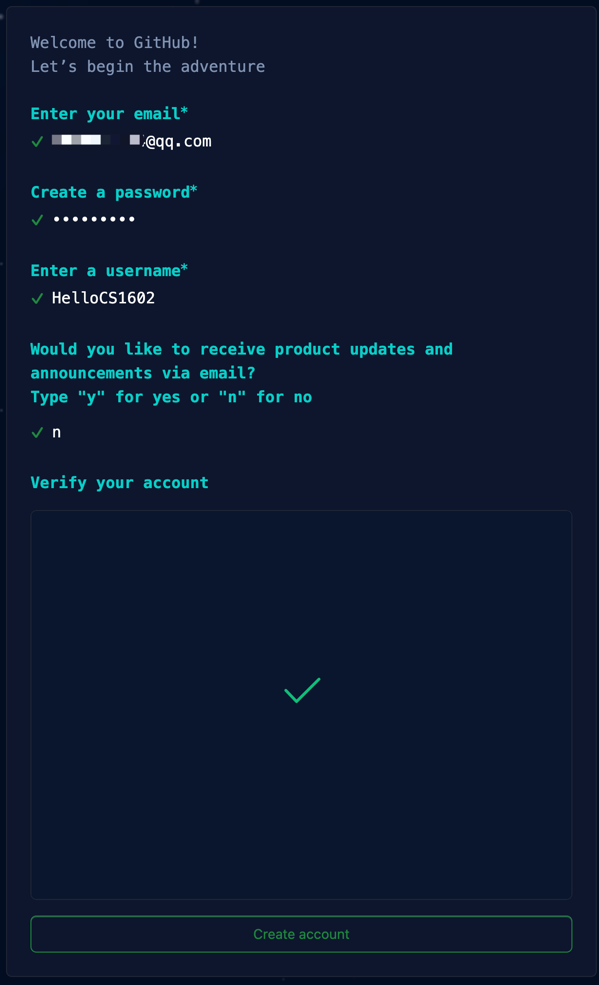 Welcome to GitHub!
Let’s begin the adventure
Enter your email*
@qq.com
Create a password*
•••••••••
Enter a username*
HelloCS1602
Would you like to receive product updates and
announcements via email?
Type "y" for yes or "n" for no
n
Verify your account
Create account